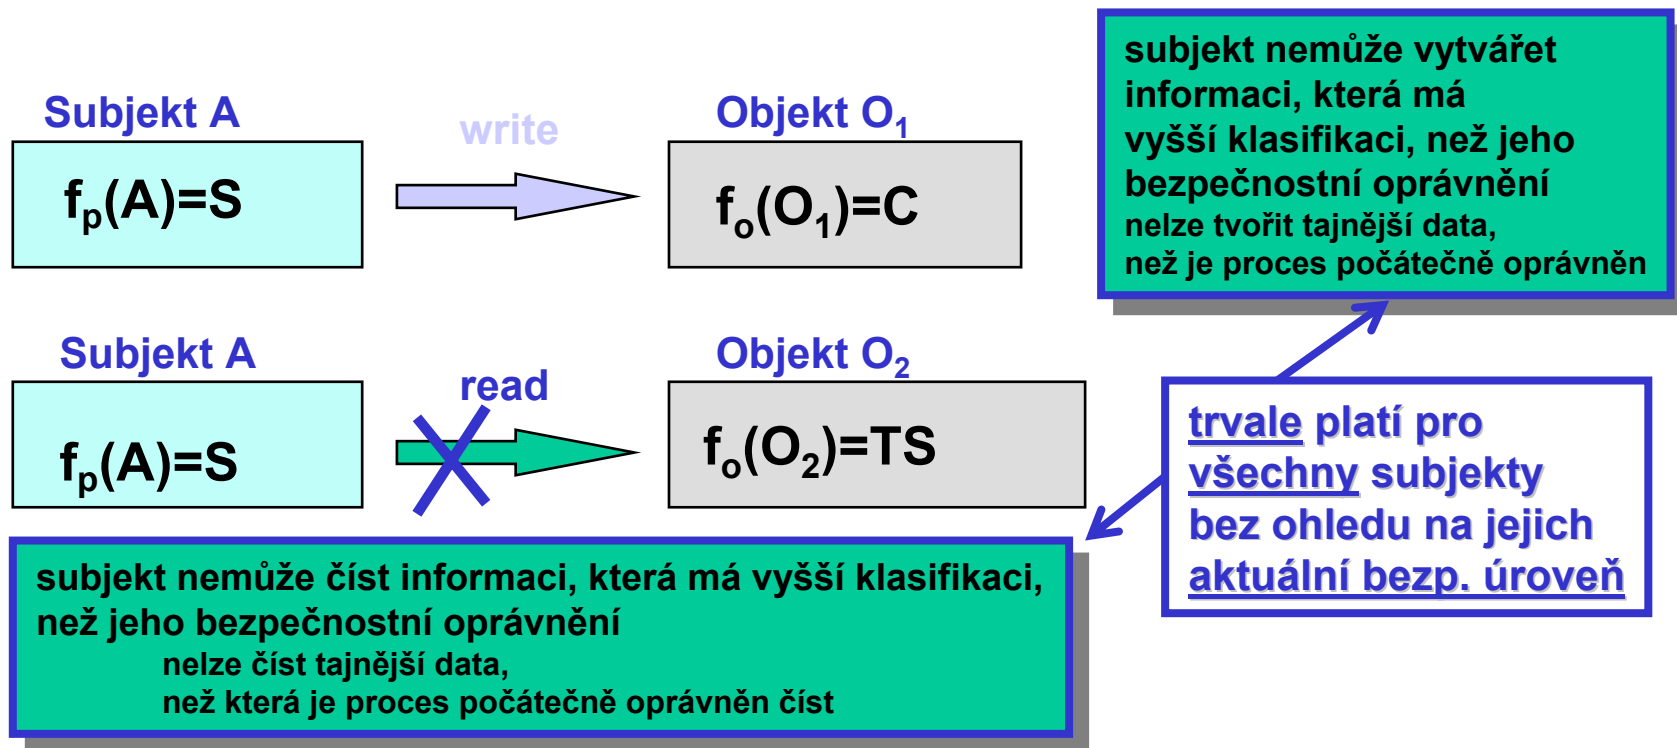 Subjekt A
write
Objekt O₁
fₚ(A)=S
fₒ(O₁)=C
subjekt nemůže vytvářet
informaci, která má
vyšší klasifikaci, než jeho
bezpečnostní oprávnění
nelze tvořit tajnější data,
než je proces počátečně oprávněn
Subjekt A
read
Objekt O₂
fₚ(A)=S
fₒ(O₂)=TS
trvale platí pro
všechny subjekty
bez ohledu na jejich
aktuální bezp. úroveň
subjekt nemůže číst informaci, která má vyšší klasifikaci,
než jeho bezpečnostní oprávnění
nelze číst tajnější data,
než která je proces počátečně oprávněn číst